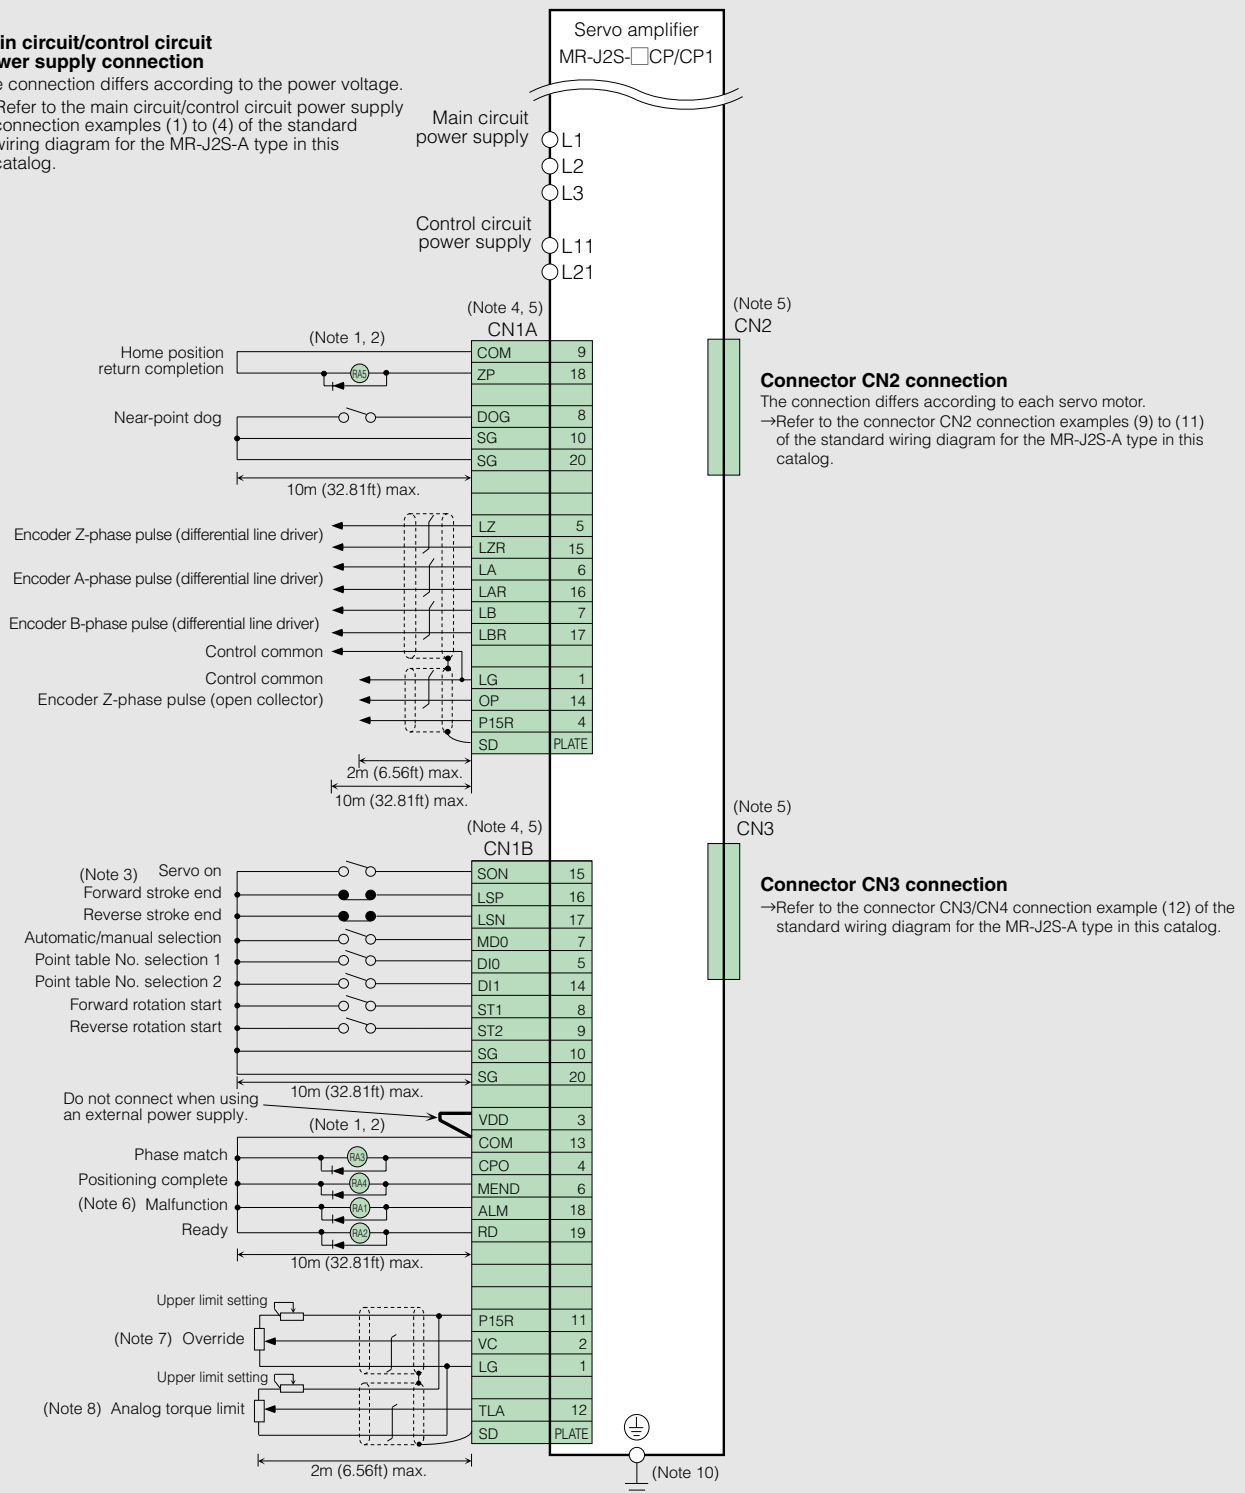 Servo amplifier
MR-J2S-□CP/CP1
in circuit/control circuit
wer supply connection
e connection differs according to the power voltage.
Refer to the main circuit/control circuit power supply
connection examples (1) to (4) of the standard
wiring diagram for the MR-J2S-A type in this
catalog.
Main circuit
power supply
L1
L2
L3
Control circuit
power supply
L11
L21
(Note 4, 5)
CN1A
(Note 5)
CN2
(Note 1, 2)
Home position
return completion
COM 9
RA5 ZP 18
Near-point dog DOG 8
SG 10
SG 20
10m (32.81ft) max.
Connector CN2 connection
The connection differs according to each servo motor.
→Refer to the connector CN2 connection examples (9) to (11)
of the standard wiring diagram for the MR-J2S-A type in this
catalog.
Encoder Z-phase pulse (differential line driver)
LZ 5
LZR 15
Encoder A-phase pulse (differential line driver)
LA 6
LAR 16
Encoder B-phase pulse (differential line driver)
LB 7
LBR 17
Control common
Control common LG 1
Encoder Z-phase pulse (open collector) OP 14
P15R 4
SD PLATE
2m (6.56ft) max.
10m (32.81ft) max.
(Note 4, 5)
CN1B
(Note 5)
CN3
(Note 3) Servo on SON 15
Forward stroke end LSP 16
Reverse stroke end LSN 17
Automatic/manual selection MD0 7
Point table No. selection 1 DI0 5
Point table No. selection 2 DI1 14
Forward rotation start ST1 8
Reverse rotation start ST2 9
SG 10
SG 20
10m (32.81ft) max.
Connector CN3 connection
→Refer to the connector CN3/CN4 connection example (12) of the
standard wiring diagram for the MR-J2S-A type in this catalog.
Do not connect when using
an external power supply.
(Note 1, 2)
VDD 3
COM 13
Phase match RA3 CPO 4
Positioning complete RA4 MEND 6
(Note 6) Malfunction RA1 ALM 18
Ready RA2 RD 19
10m (32.81ft) max.
Upper limit setting
P15R 11
(Note 7) Override VC 2
LG 1
Upper limit setting
(Note 8) Analog torque limit TLA 12
SD PLATE
2m (6.56ft) max.
(Note 10)